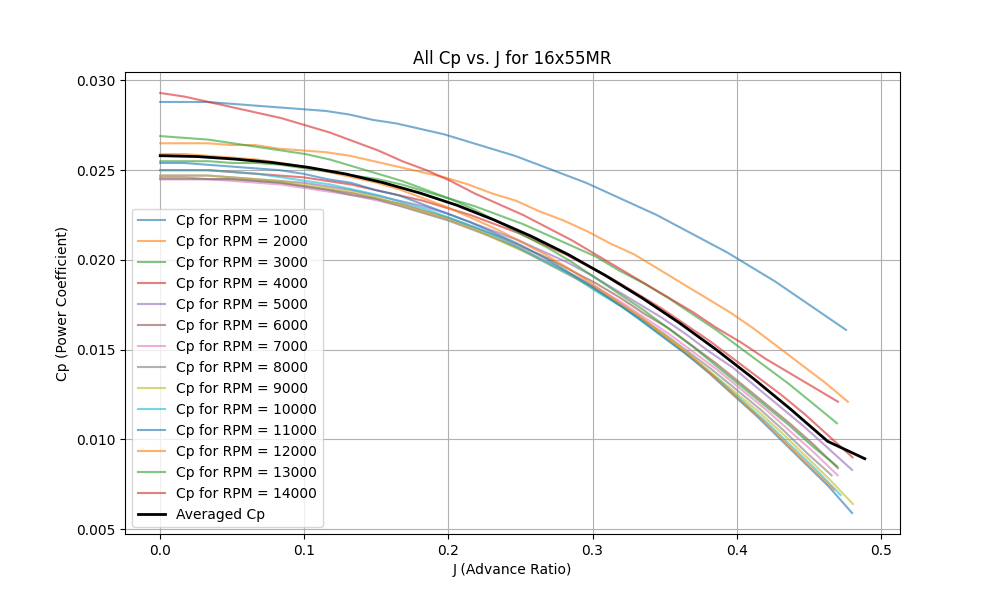 All Cp vs. J for 16x55MR
Cp (Power Coefficient)
0.030
0.025
0.020
0.015
0.010
0.005
Cp for RPM = 1000
Cp for RPM = 2000
Cp for RPM = 3000
Cp for RPM = 4000
Cp for RPM = 5000
Cp for RPM = 6000
Cp for RPM = 7000
Cp for RPM = 8000
Cp for RPM = 9000
Cp for RPM = 10000
Cp for RPM = 11000
Cp for RPM = 12000
Cp for RPM = 13000
Cp for RPM = 14000
Averaged Cp
0.0 0.1 0.2 0.3 0.4 0.5
J (Advance Ratio)